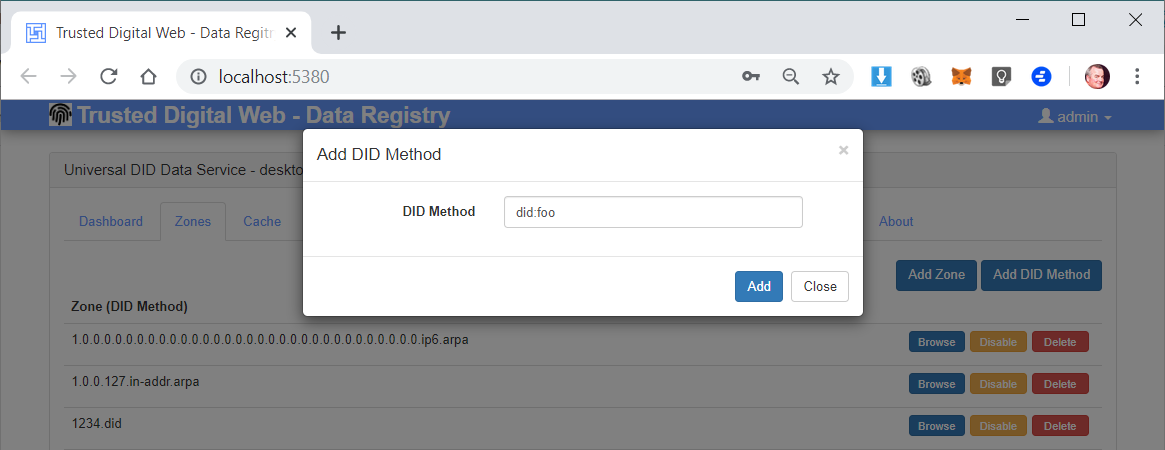 Trusted Digital Web - Data Regitr
localhost:5380
Trusted Digital Web - Data Registry
admin
Add DID Method
×
Universal DID Data Service - deskto
DID Method
did:foo
Dashboard
Zones
Cache
About
Add
Close
Add Zone
Add DID Method
Zone (DID Method)
1.0.0.0.0.0.0.0.0.0.0.0.0.0.0.0.0.0.0.0.0.0.0.0.0.0.0.0.0.0.0.0.ip6.arpa
Browse
Disable
Delete
1.0.0.127.in-addr.arpa
Browse
Disable
Delete
1234.did
Browse
Disable
Delete